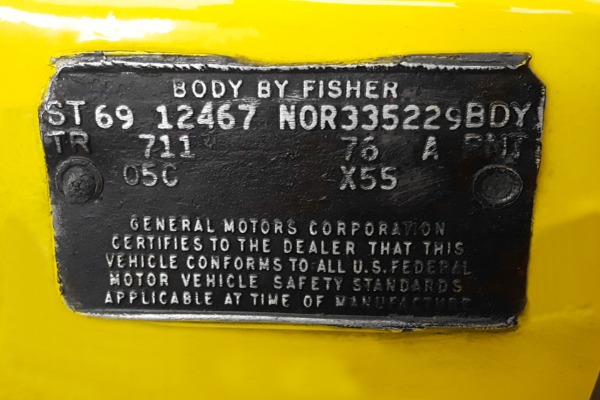 BODY BY FISHER
ST 69 12467 NOR335229 BDY
TR 711 76 A PNT
05C X55
GENERAL MOTORS CORPORATION
CERTIFIES TO THE DEALER THAT THIS
VEHICLE CONFORMS TO ALL U.S. FEDERAL
MOTOR VEHICLE SAFETY STANDARDS
APPLICABLE AT TIME OF MANUFACTURE